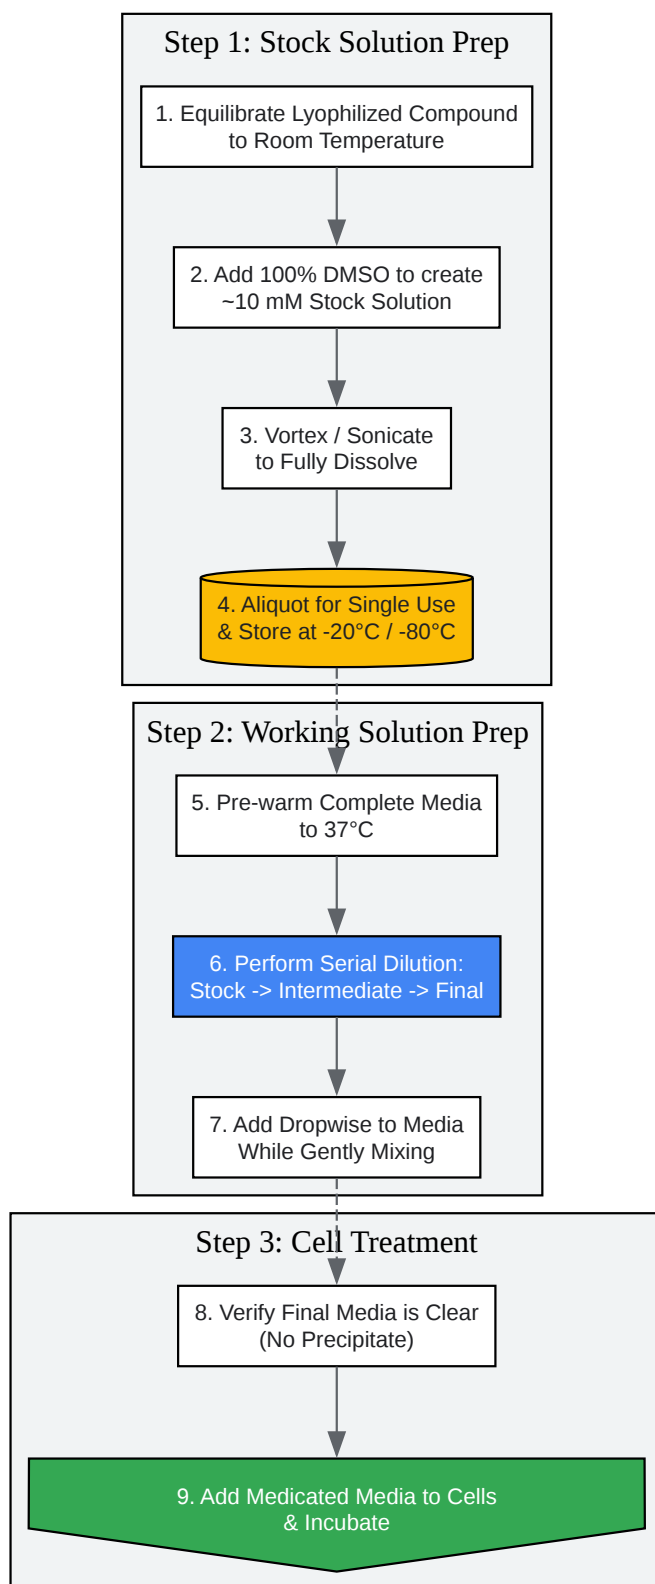 Step 1: Stock Solution Prep
1. Equilibrate Lyophilized Compound
to Room Temperature
2. Add 100% DMSO to create
~10 mM Stock Solution
3. Vortex / Sonicate
to Fully Dissolve
4. Aliquot for Single Use
& Store at -20°C / -80°C
Step 2: Working Solution Prep
5. Pre-warm Complete Media
to 37°C
6. Perform Serial Dilution:
Stock -> Intermediate -> Final
7. Add Dropwise to Media
While Gently Mixing
Step 3: Cell Treatment
8. Verify Final Media is Clear
(No Precipitate)
9. Add Medicated Media to Cells
& Incubate